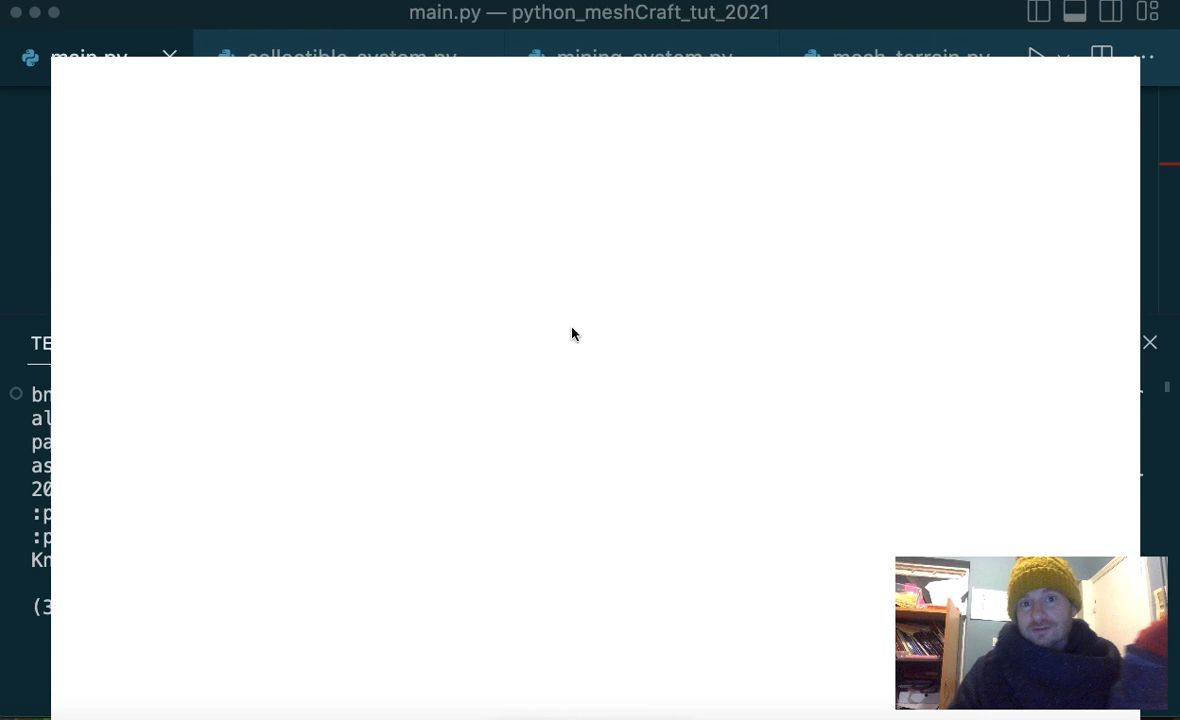 main.py — python_meshCraft_tut_2021
main.py collectible_system.py mining_system.py mesh_terrain.py
TE
bn
al
pa
as
20
:p
:p
Kn
(3